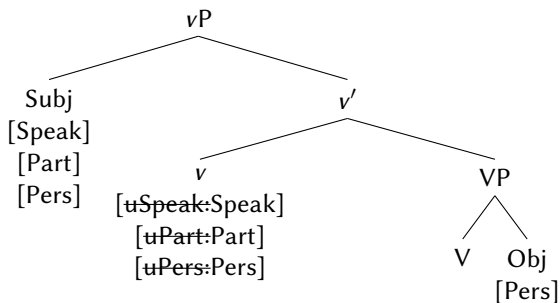 vP
Subj
[Speak]
[Part]
[Pers]
v′
v
[uSpeak:Speak]
[uPart:Part]
[uPers:Pers]
VP
V
Obj
[Pers]